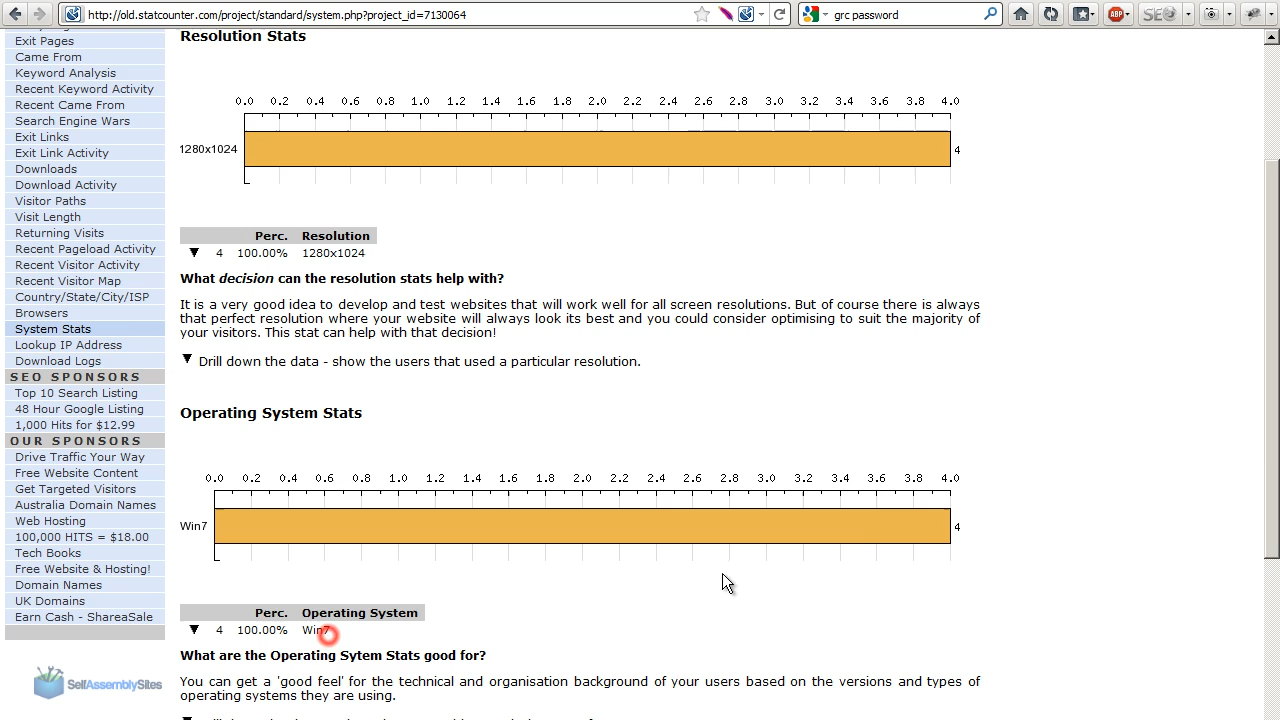 http://old.statcounter.com/project/standard/system.php?project_id=7130064
grc password
ABP
SEO
Exit Pages
Came From
Keyword Analysis
Recent Keyword Activity
Recent Came From
Search Engine Wars
Exit Links
Exit Link Activity
Downloads
Download Activity
Visitor Paths
Visit Length
Returning Visits
Recent Pageload Activity
Recent Visitor Activity
Recent Visitor Map
Country/State/City/ISP
Browsers
System Stats
Lookup IP Address
Download Logs
SEO SPONSORS
Top 10 Search Listing
48 Hour Google Listing
1,000 Hits for $12.99
OUR SPONSORS
Drive Traffic Your Way
Free Website Content
Get Targeted Visitors
Australia Domain Names
Web Hosting
100,000 HITS = $18.00
Tech Books
Free Website & Hosting!
Domain Names
UK Domains
Earn Cash - ShareaSale
SelfAssemblySites
Resolution Stats
0.0 0.2 0.4 0.6 0.8 1.0 1.2 1.4 1.6 1.8 2.0 2.2 2.4 2.6 2.8 3.0 3.2 3.4 3.6 3.8 4.0
1280x1024 4
Perc. Resolution
4 100.00% 1280x1024
What decision can the resolution stats help with?
It is a very good idea to develop and test websites that will work well for all screen resolutions. But of course there is always
that perfect resolution where your website will always look its best and you could consider optimising to suit the majority of
your visitors. This stat can help with that decision!
Drill down the data - show the users that used a particular resolution.
Operating System Stats
0.0 0.2 0.4 0.6 0.8 1.0 1.2 1.4 1.6 1.8 2.0 2.2 2.4 2.6 2.8 3.0 3.2 3.4 3.6 3.8 4.0
Win7 4
Perc. Operating System
4 100.00% Win7
What are the Operating Sytem Stats good for?
You can get a 'good feel' for the technical and organisation background of your users based on the versions and types of
operating systems they are using.